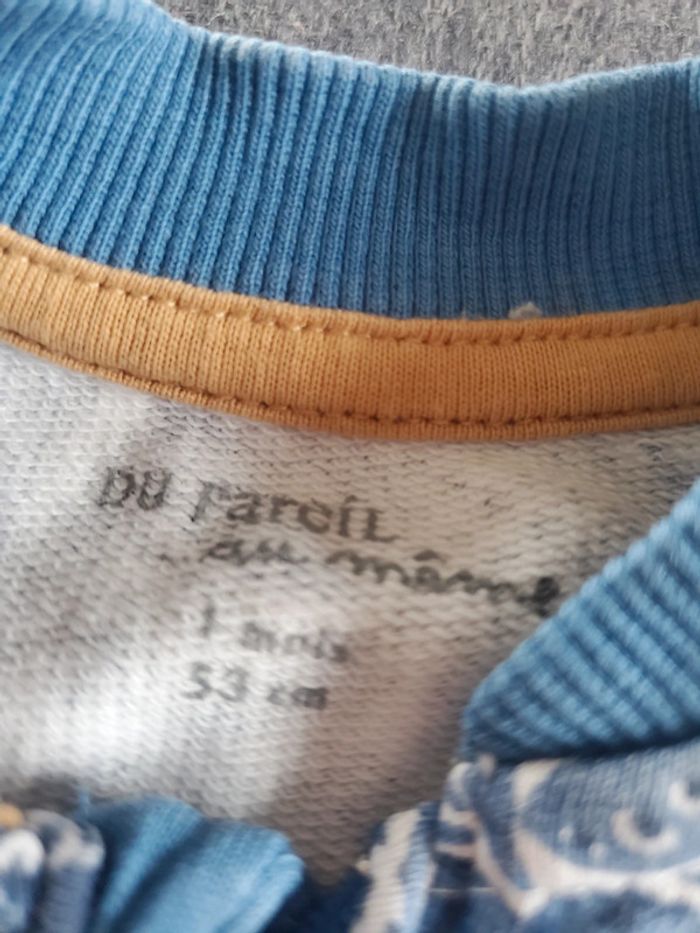 DU PAREIL
au même
1 mois
53 cm